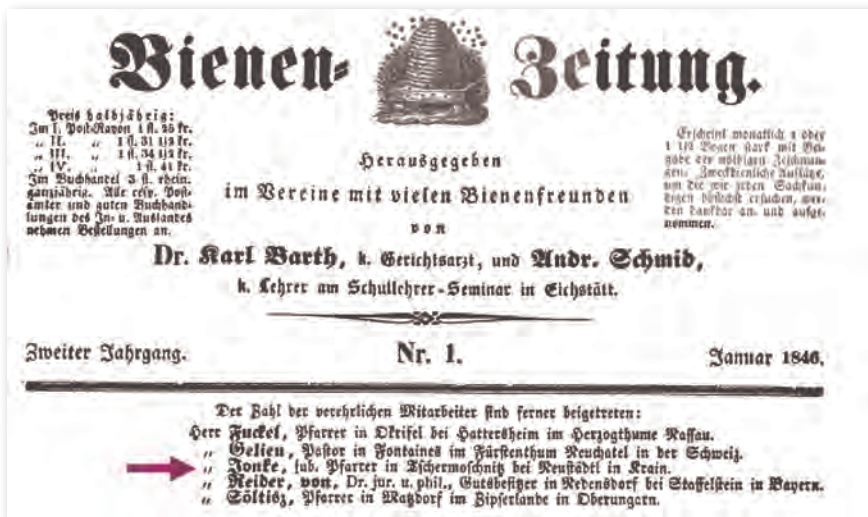 Bienen-Zeitung.
Preis halbjährig:
Im I. Post-Rayon 1 fl. 25 kr.
„ II. „ 1 fl. 31 1/2 kr.
„ III. „ 1 fl. 34 1/2 kr.
„ IV. „ 1 fl. 41 kr.
Im Buchhandel 3 fl. rhein.
ganzjährig. Alle resp. Post-
ämter und guten Buchhand-
lungen des In- u. Auslandes
nehmen Bestellungen an.
Herausgegeben
im Vereine mit vielen Bienenfreunden
von
Dr. Karl Barth, k. Gerichtsarzt, und Andr. Schmid,
k. Lehrer am Schullehrer-Seminar in Eichstätt.
Erscheint monatlich 1 oder
1 1/2 Bogen stark mit Bei-
gabe der nöthigen Zeichnun-
gen. Zweckdienliche Aufsätze,
um die wir jeden Sachkun-
digen höflichst ersuchen, wer-
den dankbar an- und aufge-
nommen.
Zweiter Jahrgang.
Nr. 1.
Januar 1846.
Der Zahl der verehrlichen Mitarbeiter sind ferner beigetreten:
Herr Fuckel, Pfarrer in Okrifel bei Hattersheim im Herzogthume Nassau.
„ Gelien, Pastor in Fontaines im Fürstenthum Neuchatel in der Schweiz.
„ Jonke, jub. Pfarrer in Tschermoschnitz bei Neustädtl in Krain.
„ Reider, von, Dr. jur. u. phil., Gutsbesitzer in Nedensdorf bei Staffelstein in Bayern.
„ Söltisz, Pfarrer in Matzdorf im Zipserlande in Oberungarn.